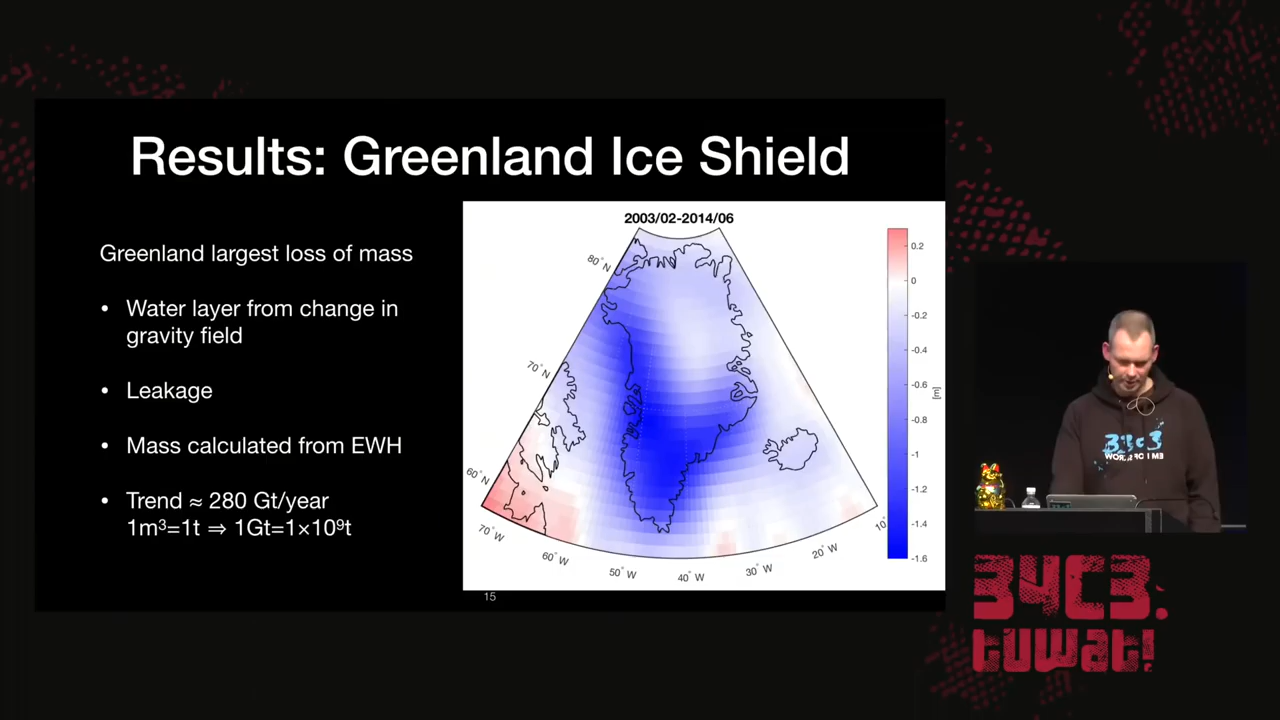 Results: Greenland Ice Shield
Greenland largest loss of mass
• Water layer from change in
gravity field
• Leakage
• Mass calculated from EWH
• Trend ≈ 280 Gt/year
1m³=1t ⇒ 1Gt=1×10⁹t
2003/02-2014/06
80° N
70° N
60° N
70° W
60° W
50° W
40° W
30° W
20° W
10°
0.2
0
-0.2
-0.4
-0.6
-0.8
-1
-1.2
-1.4
-1.6
[m]
15
34C3
34C3.
tuwat!